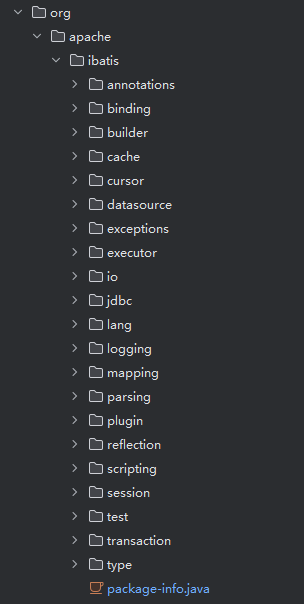 org
apache
ibatis
annotations
binding
builder
cache
cursor
datasource
exceptions
executor
io
jdbc
lang
logging
mapping
parsing
plugin
reflection
scripting
session
test
transaction
type
package-info.java